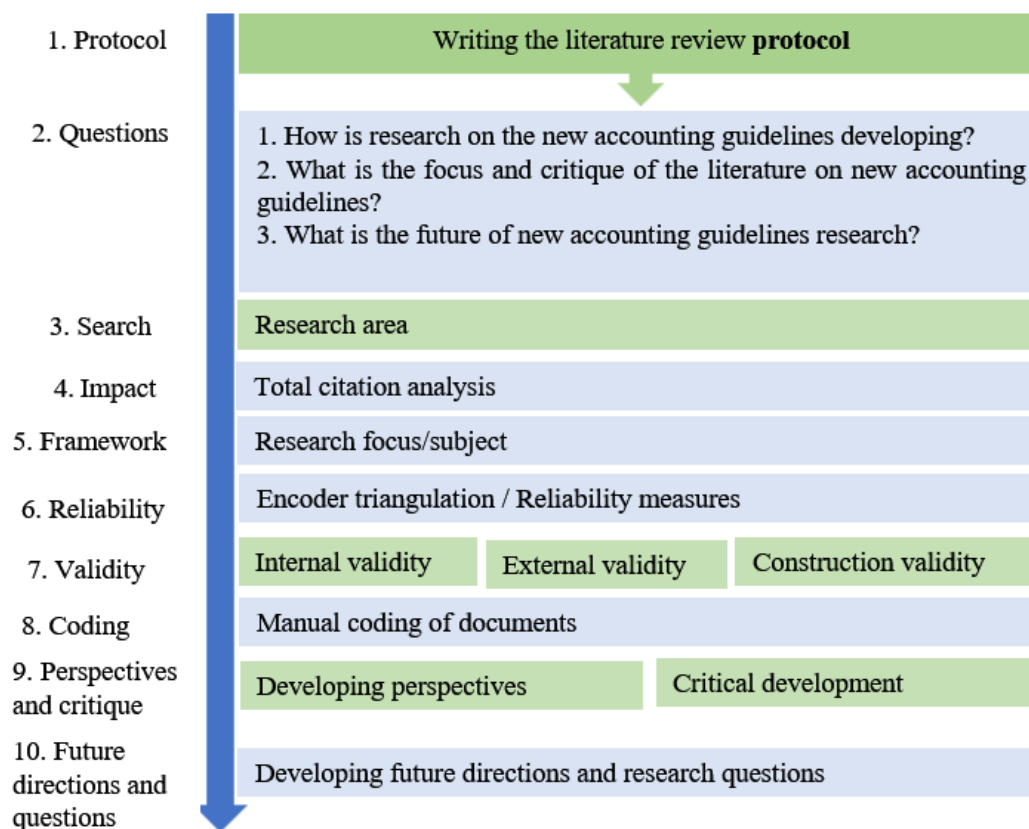 1. Protocol
Writing the literature review protocol
2. Questions
1. How is research on the new accounting guidelines developing?
2. What is the focus and critique of the literature on new accounting
guidelines?
3. What is the future of new accounting guidelines research?
3. Search
Research area
4. Impact
Total citation analysis
5. Framework
Research focus/subject
6. Reliability
Encoder triangulation / Reliability measures
7. Validity
Internal validity
External validity
Construction validity
8. Coding
Manual coding of documents
9. Perspectives
and critique
Developing perspectives
Critical development
10. Future
directions and
questions
Developing future directions and research questions